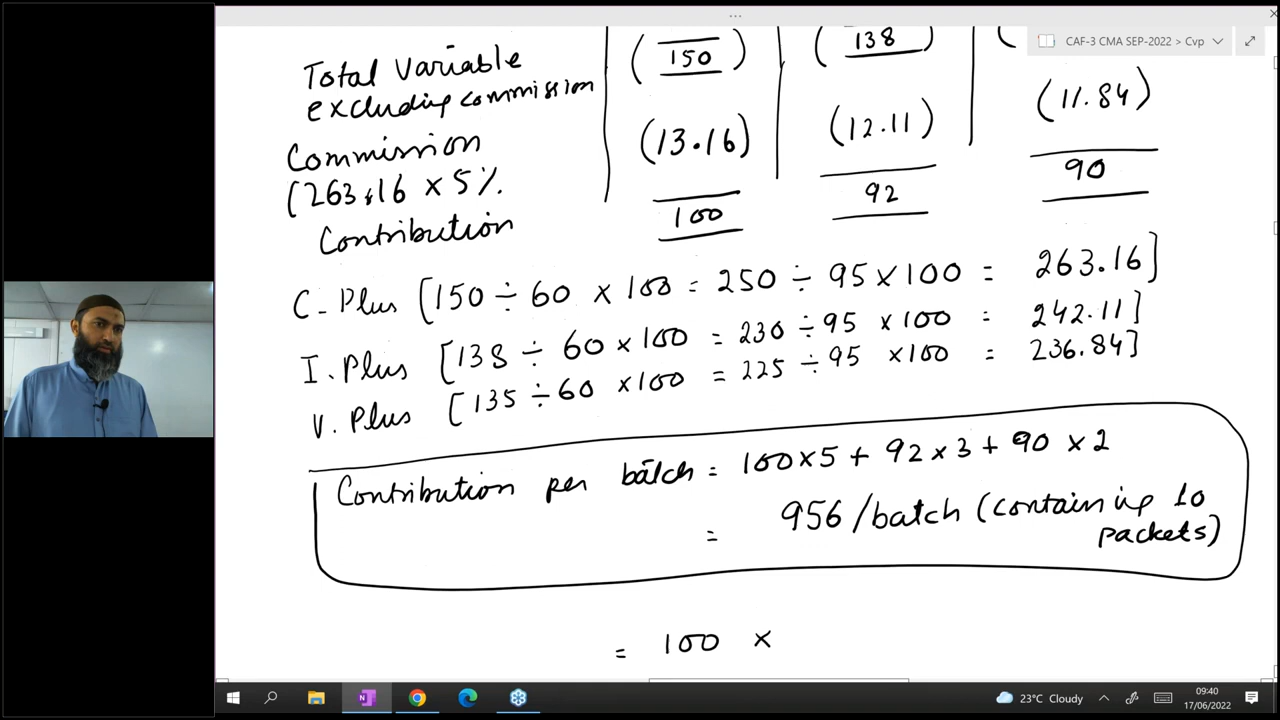 CAF-3 CMA SEP-2022 > Cvp
Total Variable (150) (138) (
excluding commission
Commission (13.16) (12.11) (11.84)
[263.16 x 5%
Contribution 100 92 90
C-Plus [150 ÷ 60 x 100 = 250 ÷ 95 x 100 = 263.16]
I. Plus [138 ÷ 60 x 100 = 230 ÷ 95 x 100 = 242.11]
V. Plus [135 ÷ 60 x 100 = 225 ÷ 95 x 100 = 236.84]
Contribution per batch = 100 x 5 + 92 x 3 + 90 x 2
= 956/batch (containing 10
packets)
= 100 x
23°C Cloudy
09:40
17/06/2022